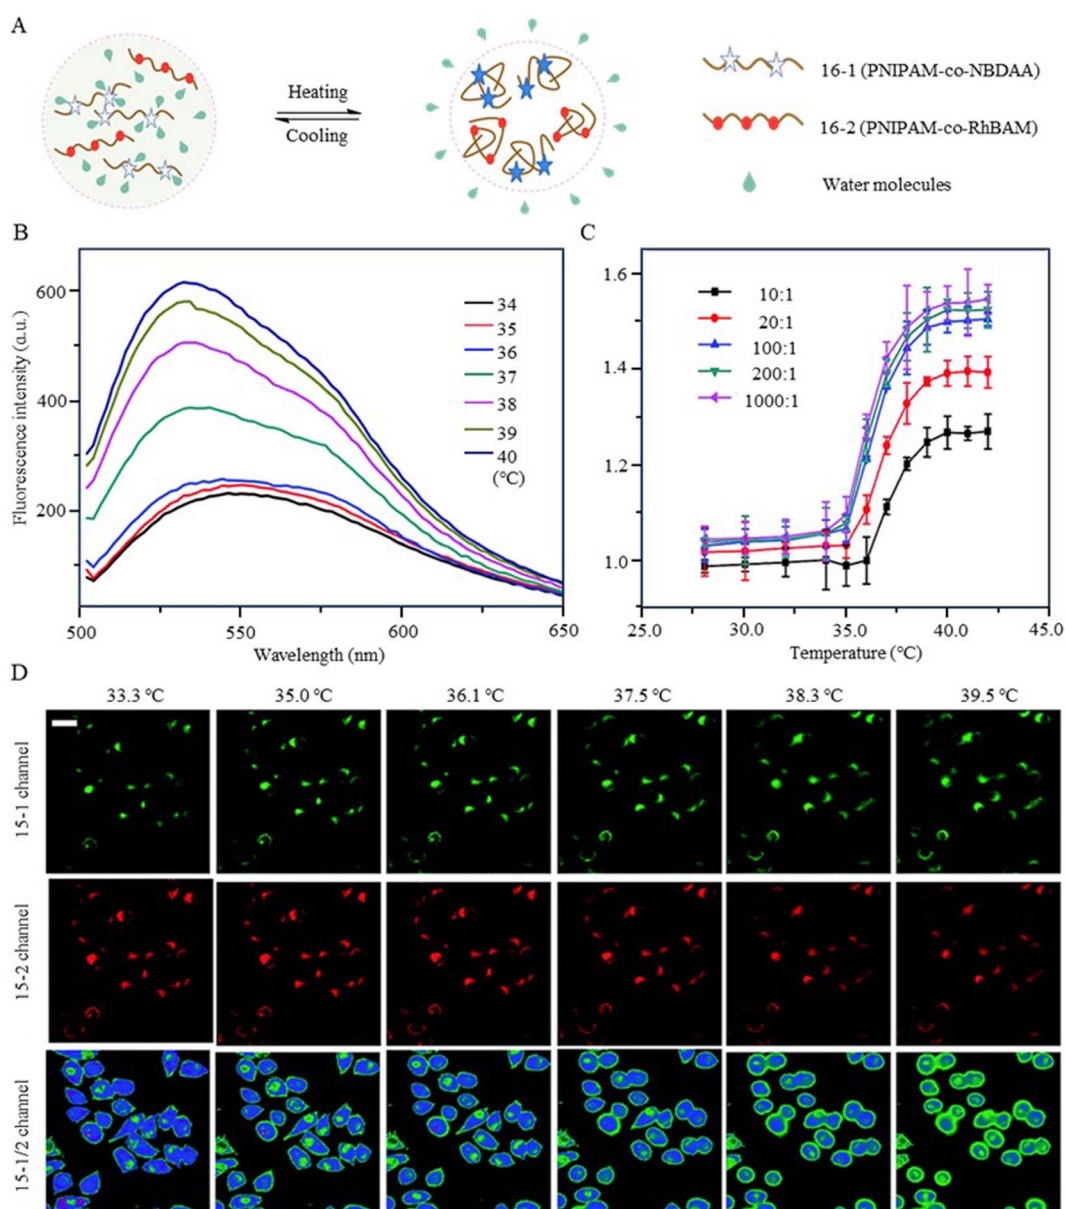 A
Heating
Cooling
16-1 (PNIPAM-co-NBDAA)
16-2 (PNIPAM-co-RhBAM)
Water molecules
B
Fluorescence intensity (a.u.)
600
400
200
34
35
36
37
38
39
40
(°C)
500
550
600
650
Wavelength (nm)
C
1.6
1.4
1.2
1.0
10:1
20:1
100:1
200:1
1000:1
25.0
30.0
35.0
40.0
45.0
Temperature (°C)
D
33.3 °C
35.0 °C
36.1 °C
37.5 °C
38.3 °C
39.5 °C
15-1 channel
15-2 channel
15-1/2 channel